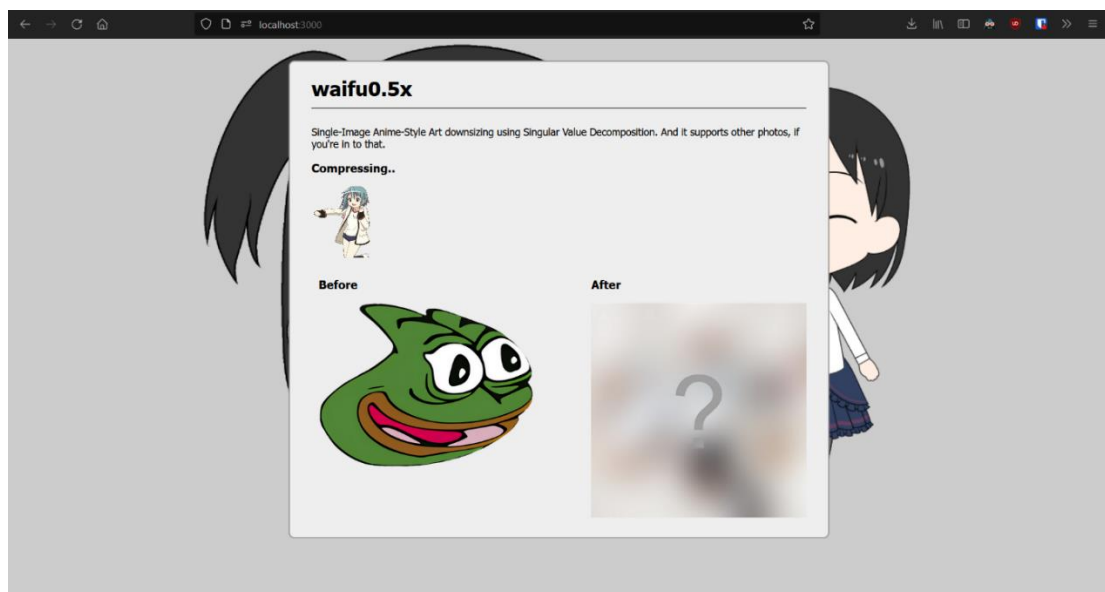 localhost:3000
waifu0.5x
Single-Image Anime-Style Art downsizing using Singular Value Decomposition. And it supports other photos, if
you're in to that.
Compressing..
Before
After
?